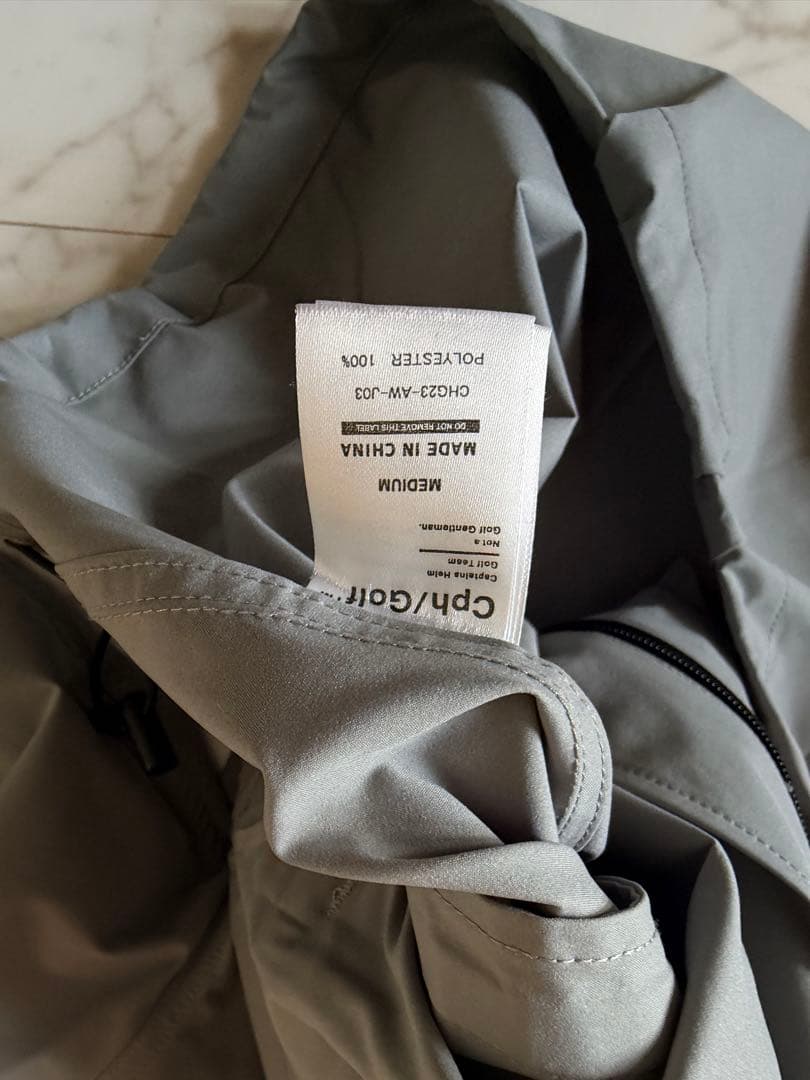 Cph/Golf™
Captains Helm
Golf Team
Not a
Golf Gentleman.
MEDIUM
MADE IN CHINA
DO NOT REMOVE THIS LABEL
CHG23-AW-J03
POLYESTER 100%